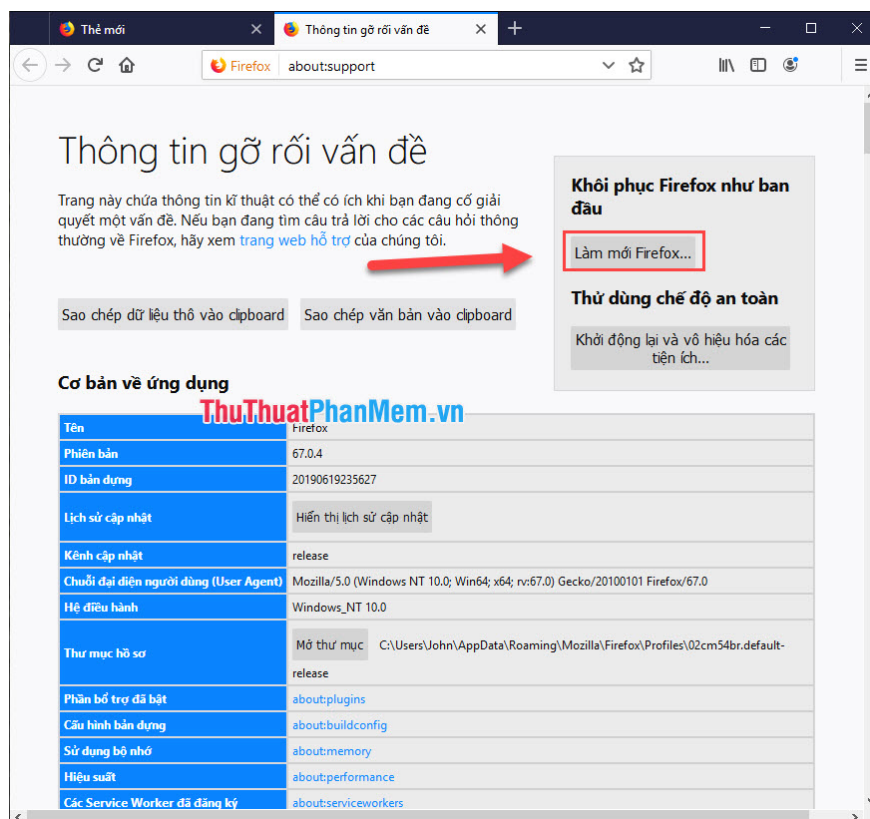 Thẻ mới
Thông tin gỡ rối vấn đề
Firefox about:support
Thông tin gỡ rối vấn đề
Trang này chứa thông tin kĩ thuật có thể có ích khi bạn đang cố giải
quyết một vấn đề. Nếu bạn đang tìm câu trả lời cho các câu hỏi thông
thường về Firefox, hãy xem trang web hỗ trợ của chúng tôi.
Khôi phục Firefox như ban
đầu
Làm mới Firefox...
Thử dùng chế độ an toàn
Khởi động lại và vô hiệu hóa các
tiện ích...
Sao chép dữ liệu thô vào clipboard
Sao chép văn bản vào clipboard
Cơ bản về ứng dụng
ThuThuatPhanMem.vn
Tên Firefox
Phiên bản 67.0.4
ID bản dựng 20190619235627
Lịch sử cập nhật Hiển thị lịch sử cập nhật
Kênh cập nhật release
Chuỗi đại diện người dùng (User Agent) Mozilla/5.0 (Windows NT 10.0; Win64; x64; rv:67.0) Gecko/20100101 Firefox/67.0
Hệ điều hành Windows_NT 10.0
Thư mục hồ sơ Mở thư mục C:\Users\John\AppData\Roaming\Mozilla\Firefox\Profiles\02cm54br.default-
release
Phần bổ trợ đã bật about:plugins
Cấu hình bản dựng about:buildconfig
Sử dụng bộ nhớ about:memory
Hiệu suất about:performance
Các Service Worker đã đăng ký about:serviceworkers